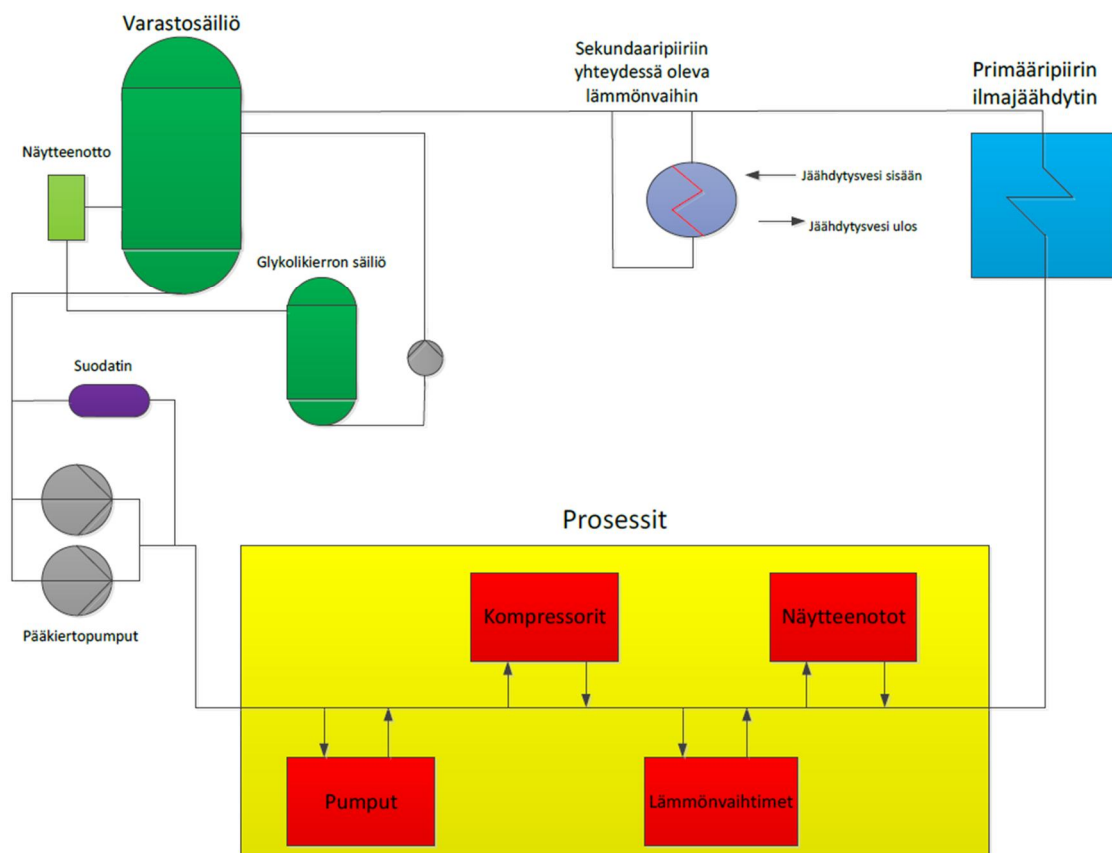 Varastosäiliö
Sekundaaripiiriin
yhteydessä oleva
lämmönvaihin
Primääripiirin
ilmajäähdytin
Näytteenotto
Jäähdytysvesi sisään
Jäähdytysvesi ulos
Glykolikierron säiliö
Suodatin
Pääkiertopumput
Prosessit
Kompressorit
Näytteenotot
Pumput
Lämmönvaihtimet